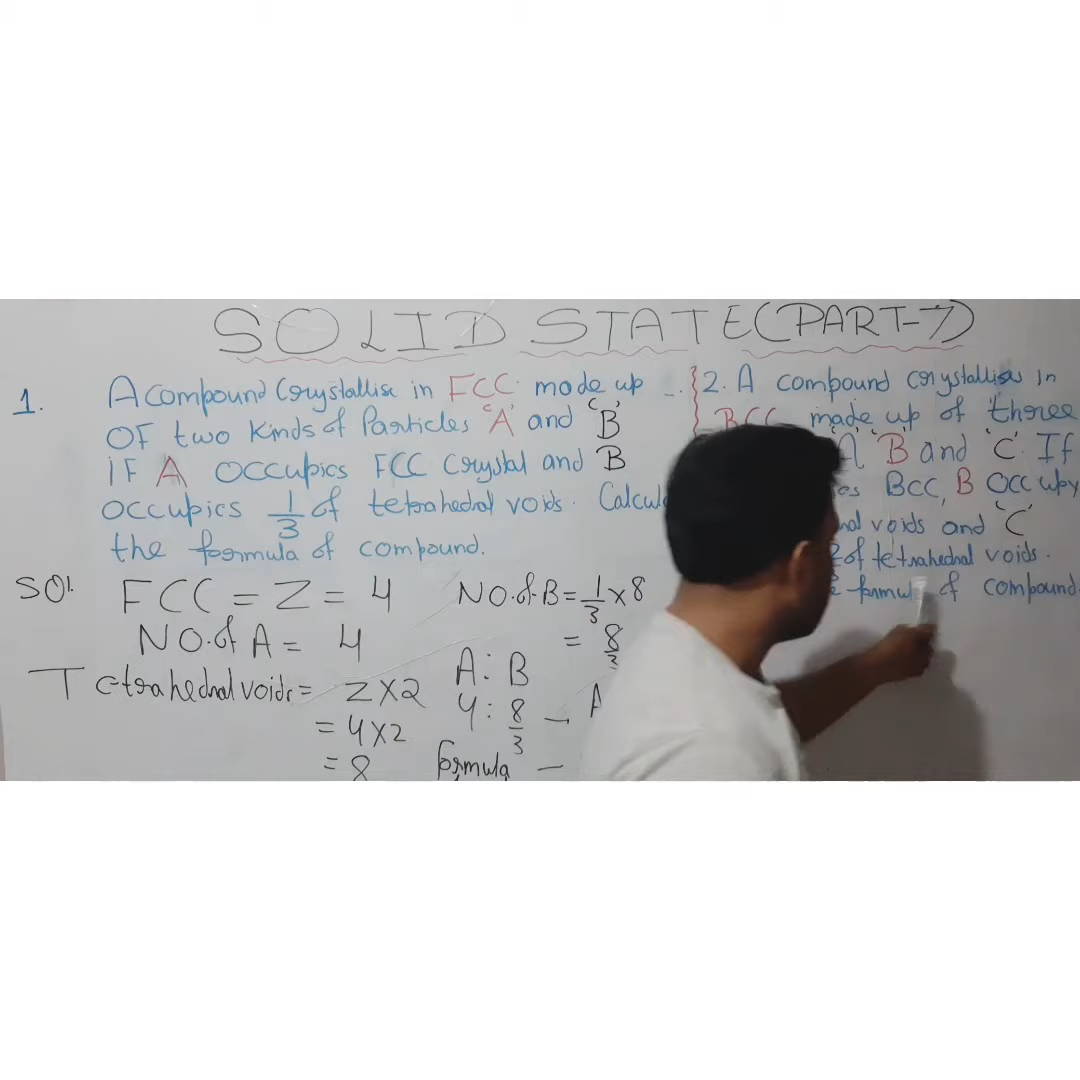 SOLID STATE (PART-7)
1. A compound Crystallise in FCC made up
OF two kinds of Particles 'A' and 'B'
IF A occupies FCC Crystal and B
occupies 1/3 of tetrahedral voids. Calcul
the formula of compound.
Sol. FCC = Z = 4
NO. of A = 4
Tetrahedral voids = Z X 2
= 4 X 2
= 8
NO. of B = 1/3 x 8
= 8/3
A : B
4 : 8/3 -
formula -
2. A compound crystallise in
BCC made up of three
'B' and 'C'. If
BCC, B occupy
voids and 'C'
of tetrahedral voids.
of compound